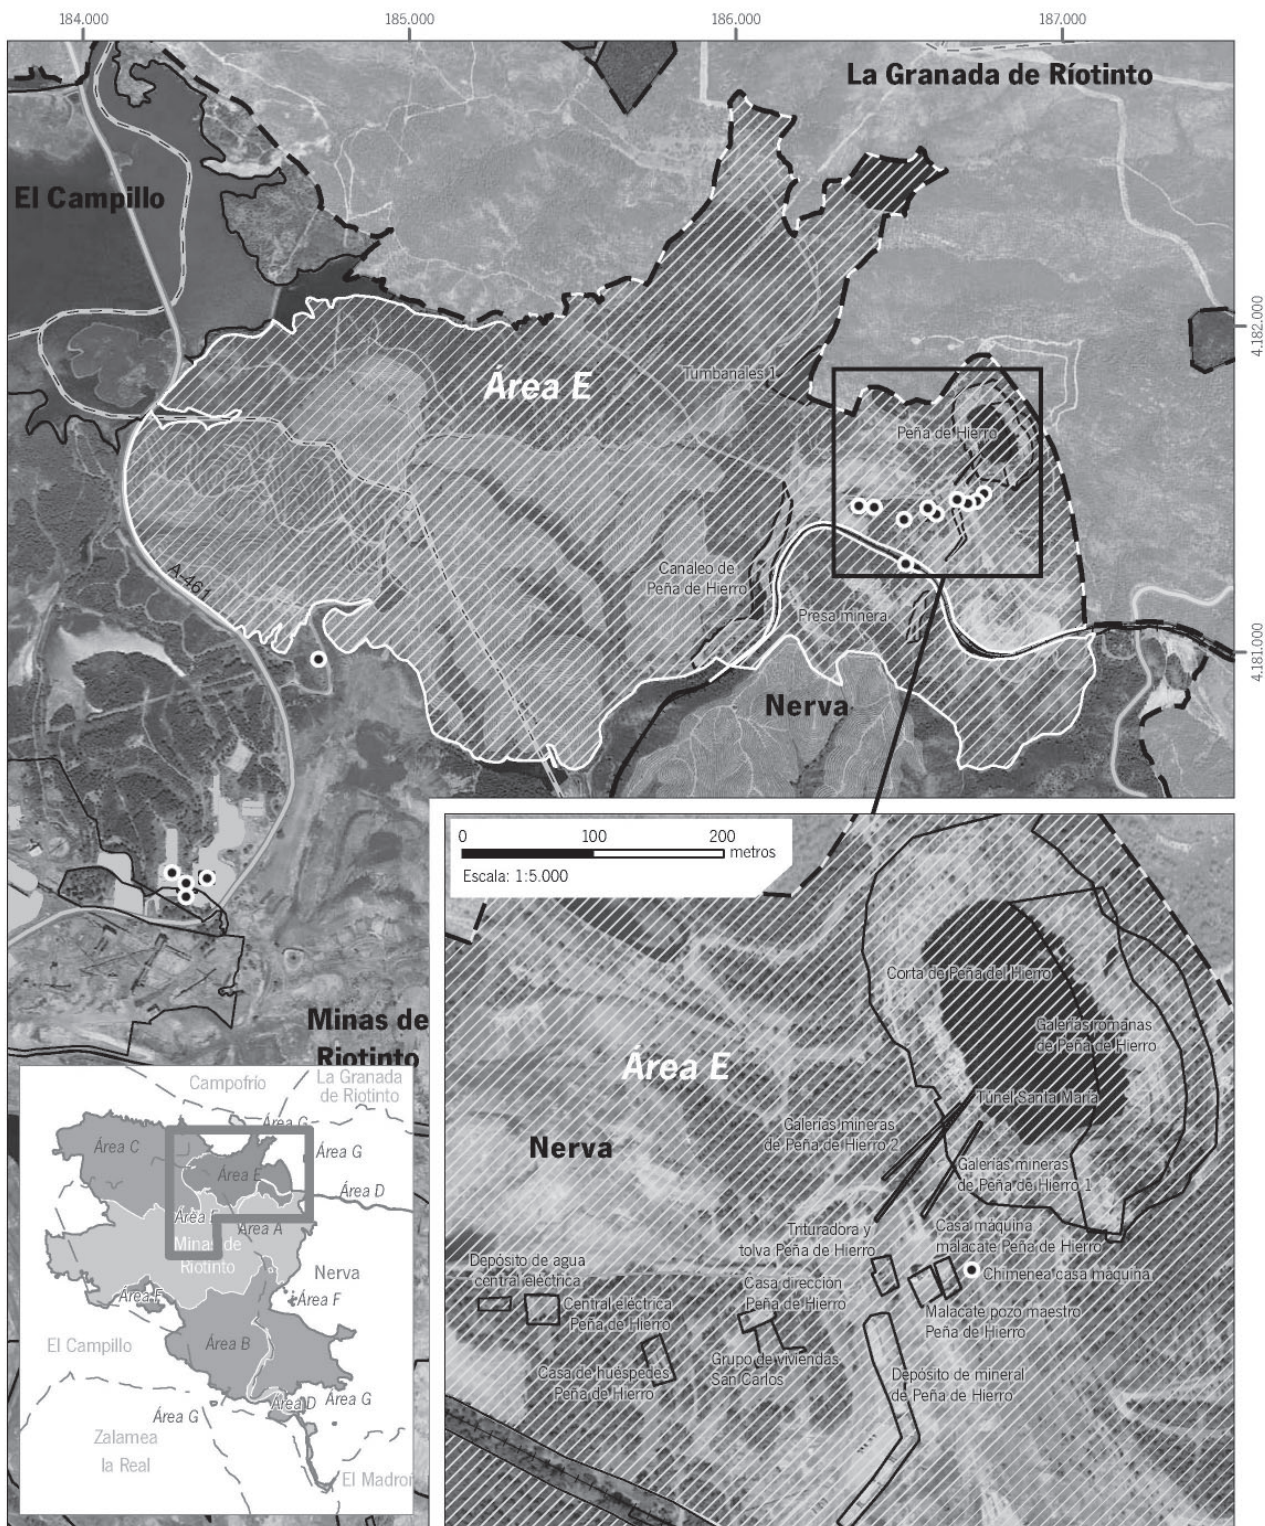 184.000
185.000
186.000
187.000
La Granada de Ríotinto
El Campillo
4.182.000
Área E
Tumbanales 1
Peña de Hierro
A-461
Canaleo de
Peña de Hierro
Presa minera
4.181.000
Nerva
Minas de
Riotinto
0 100 200
metros
Escala: 1:5.000
Corta de Peña del Hierro
Galerías romanas
de Peña de Hierro
Área E
Túnel Santa María
Galerías mineras
de Peña de Hierro 2
Nerva
Galerías mineras
de Peña de Hierro 1
Trituradora y
tolva Peña de Hierro
Casa máquina
malacate Peña de Hierro
Depósito de agua
central eléctrica
Casa dirección
Peña de Hierro
Chimenea casa máquina
Central eléctrica
Peña de Hierro
Malacate pozo maestro
Peña de Hierro
Casa de huéspedes
Peña de Hierro
Grupo de viviendas
San Carlos
Depósito de mineral
de Peña de Hierro
Campofrío
La Granada
de Riotinto
Área G
Área C
Área G
Área E
Área D
Área A
Minas de
Riotinto
Nerva
Área F
Área F
El Campillo
Área B
Área D
Área G
Área G
Zalamea
la Real
El Madror